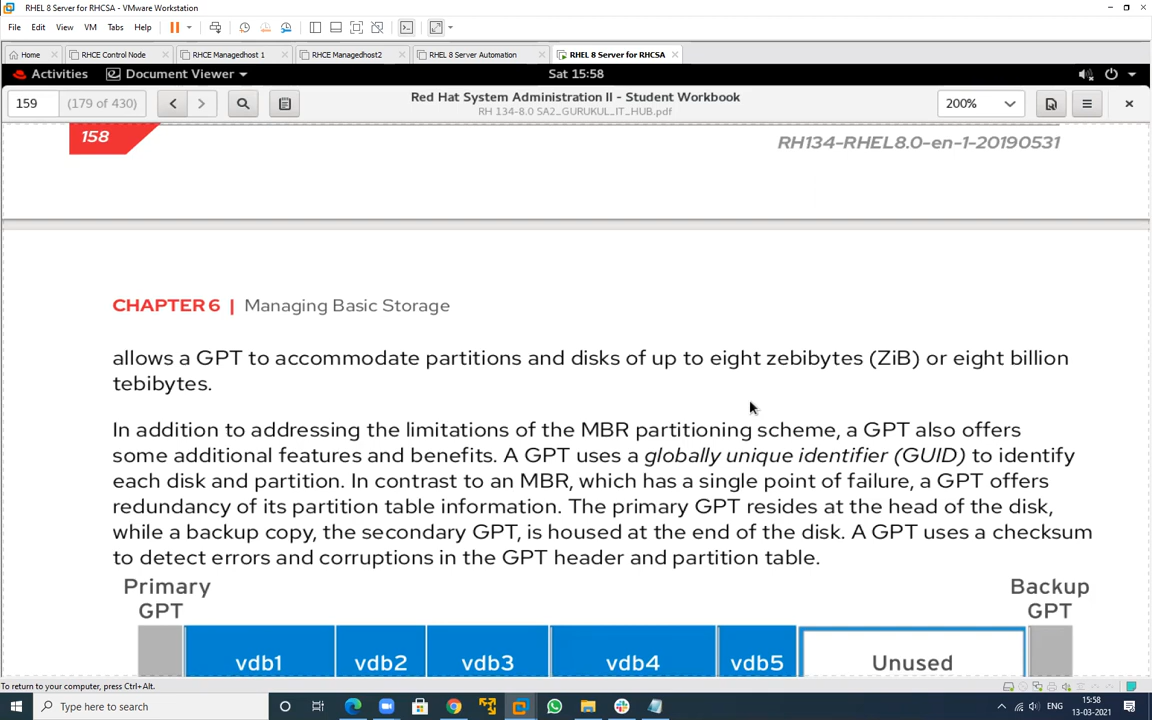 RHEL 8 Server for RHCSA - VMware Workstation
File Edit View VM Tabs Help
Home RHCE Control Node RHCE Managedhost 1 RHCE Managedhost2 RHEL 8 Server Automation RHEL 8 Server for RHCSA
Activities Document Viewer Sat 15:58
159 (179 of 430) Red Hat System Administration II - Student Workbook 200%
RH 134-8.0 SA2_GURUKUL_IT_HUB.pdf
158 RH134-RHEL8.0-en-1-20190531
CHAPTER 6 | Managing Basic Storage
allows a GPT to accommodate partitions and disks of up to eight zebibytes (ZiB) or eight billion
tebibytes.
In addition to addressing the limitations of the MBR partitioning scheme, a GPT also offers
some additional features and benefits. A GPT uses a globally unique identifier (GUID) to identify
each disk and partition. In contrast to an MBR, which has a single point of failure, a GPT offers
redundancy of its partition table information. The primary GPT resides at the head of the disk,
while a backup copy, the secondary GPT, is housed at the end of the disk. A GPT uses a checksum
to detect errors and corruptions in the GPT header and partition table.
Primary Backup
GPT GPT
vdb1 vdb2 vdb3 vdb4 vdb5 Unused
To return to your computer, press Ctrl+Alt.
Type here to search ENG 15:58
13-03-2021